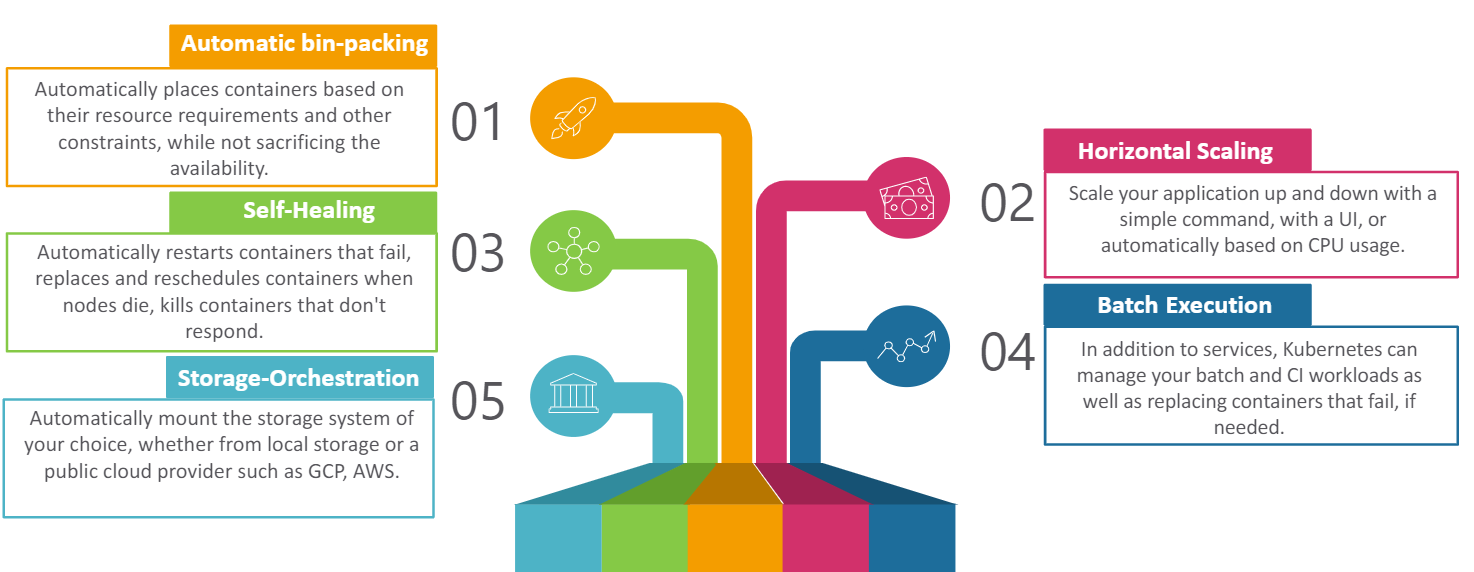 Automatic bin-packing
Automatically places containers based on
their resource requirements and other
constraints, while not sacrificing the
availability.
01
Horizontal Scaling
Scale your application up and down with a
simple command, with a UI, or
automatically based on CPU usage.
02
Self-Healing
Automatically restarts containers that fail,
replaces and reschedules containers when
nodes die, kills containers that don't
respond.
03
Batch Execution
In addition to services, Kubernetes can
manage your batch and CI workloads as
well as replacing containers that fail, if
needed.
04
Storage-Orchestration
Automatically mount the storage system of
your choice, whether from local storage or a
public cloud provider such as GCP, AWS.
05